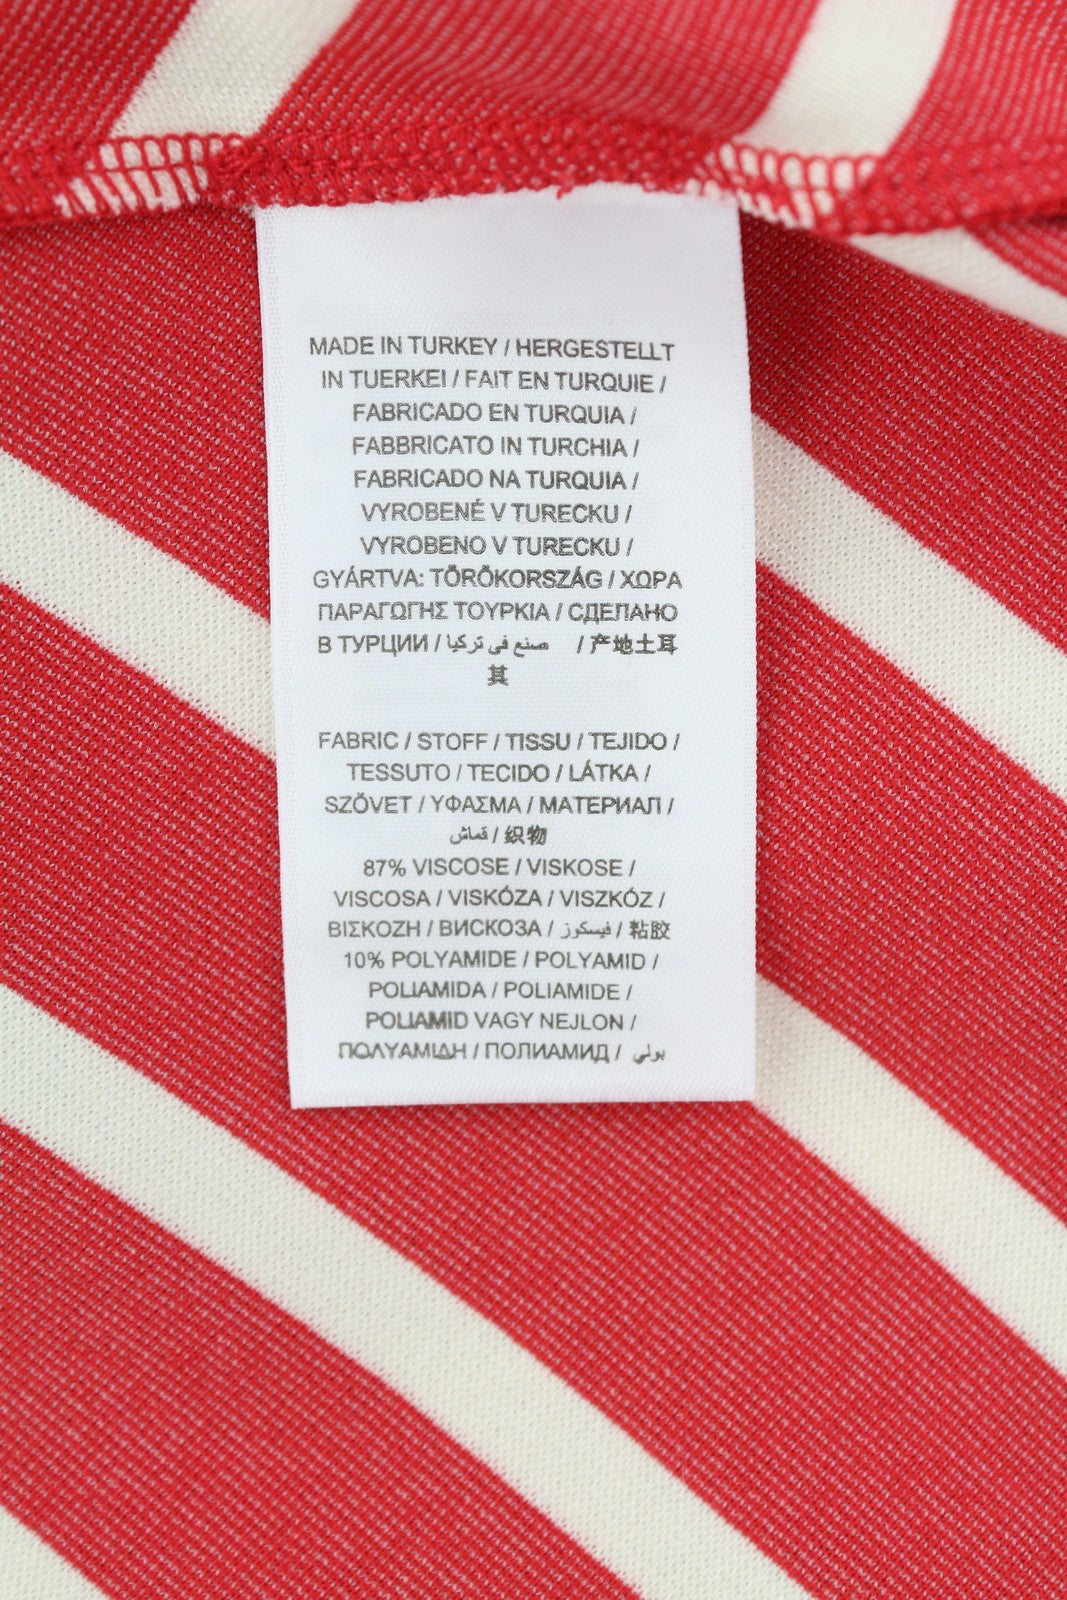 MADE IN TURKEY / HERGESTELLT
IN TUERKEI / FAIT EN TURQUIE /
FABRICADO EN TURQUIA /
FABBRICATO IN TURCHIA /
FABRICADO NA TURQUIA /
VYROBENÉ V TURECKU /
VYROBENO V TURECKU /
GYÁRTVA: TÖRÖKORSZÁG / ΧΩΡΑ
ΠΑΡΑΓΩΓΗΣ ΤΟΥΡΚΙΑ / СДЕЛАНО
В ТУРЦИИ / صنع في تركيا / 产地土耳
其
FABRIC / STOFF / TISSU / TEJIDO /
TESSUTO / TECIDO / LÁTKA /
SZÖVET / ΥΦΑΣΜΑ / МАТЕРИАЛ /
قماش / 织物
87% VISCOSE / VISKOSE /
VISCOSA / VISKÓZA / VISZKÓZ /
ΒΙΣΚΟΖΗ / ВИСКОЗА / فيسكوز / 粘胶
10% POLYAMIDE / POLYAMID /
POLIAMIDA / POLIAMIDE /
POLIAMID VAGY NEJLON /
ΠΟΛΥΑΜΙΔΗ / ПОЛИАМИД / بولي